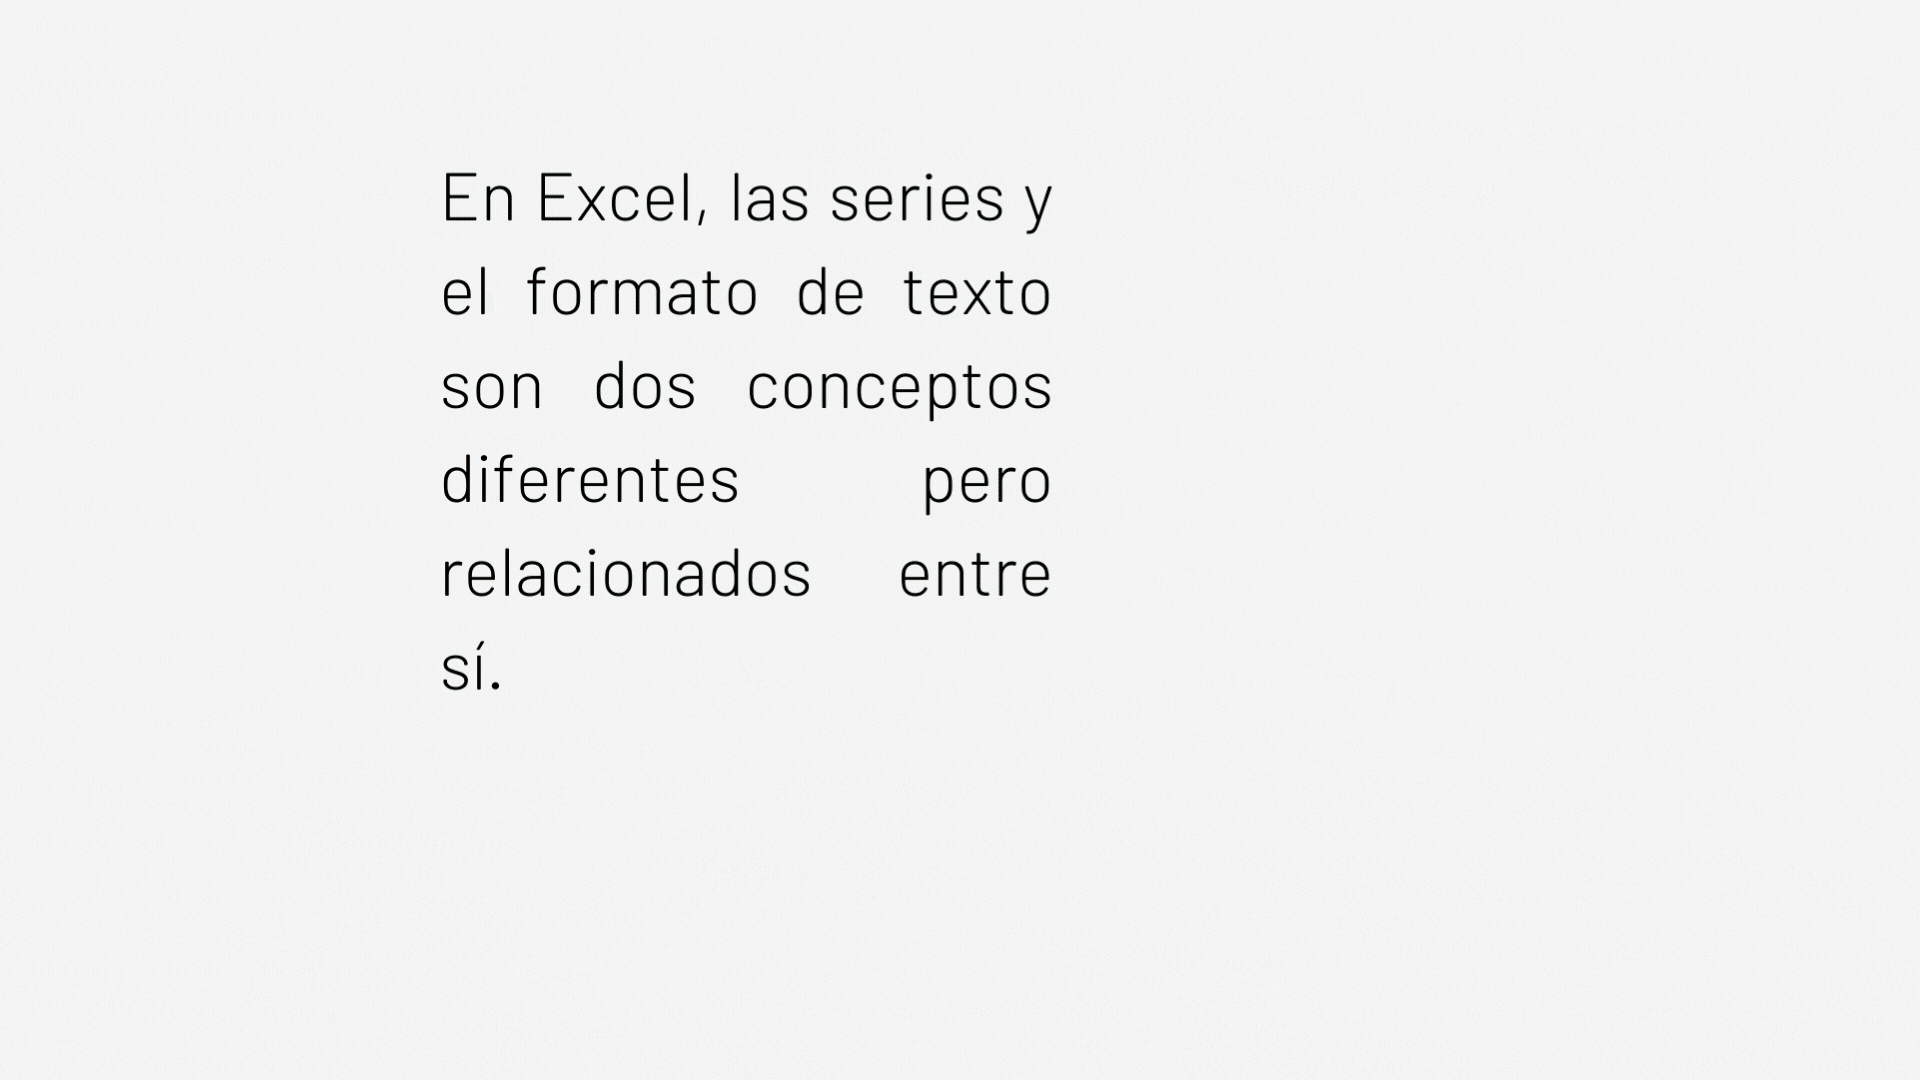 En Excel, las series y
el formato de texto
son dos conceptos
diferentes pero
relacionados entre
sí.